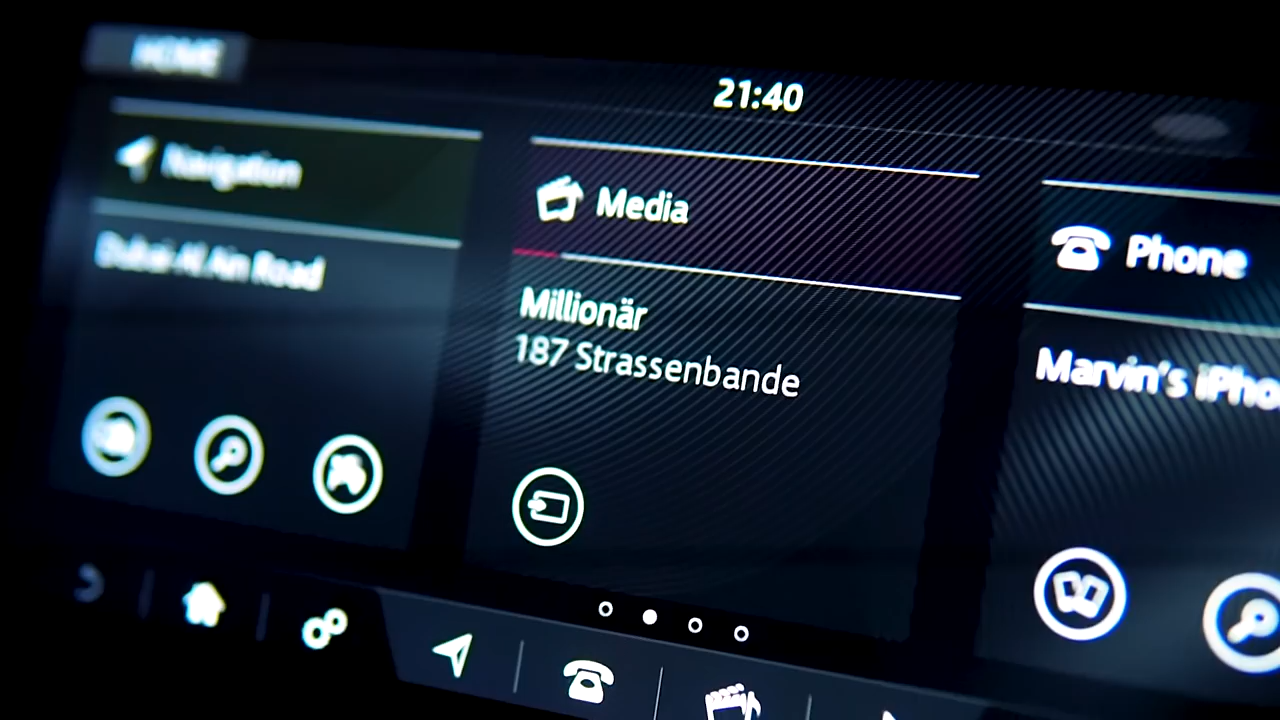 HOME
21:40
Navigation
Dubai Al Ain Road
Media
Millionär
187 Strassenbande
Phone
Marvin's iPho